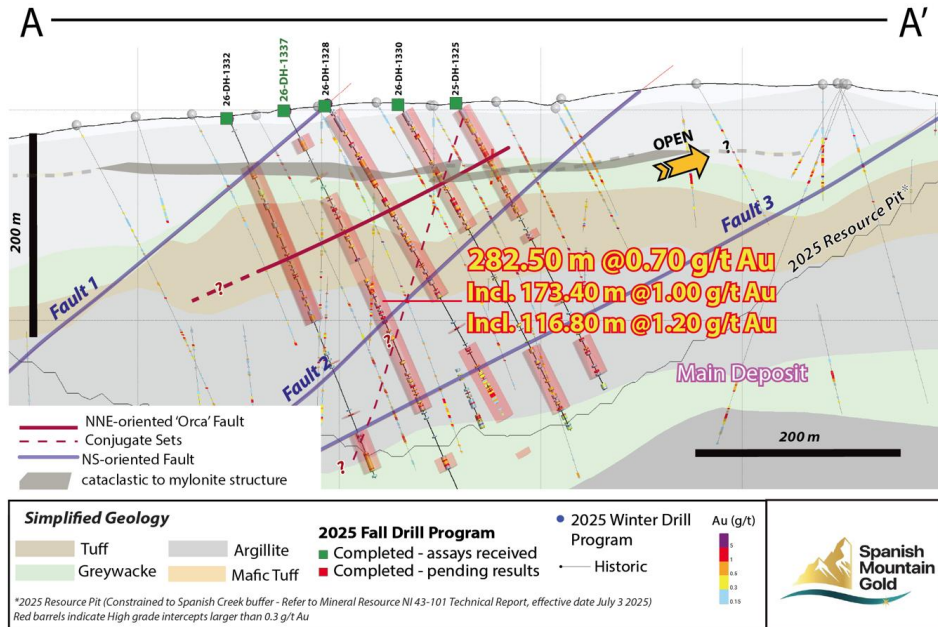 A
A'
26-DH-1332
26-DH-1337
26-DH-1328
26-DH-1330
25-DH-1325
OPEN
?
200 m
Fault 3
2025 Resource Pit*
282.50 m @0.70 g/t Au
Incl. 173.40 m @1.00 g/t Au
Incl. 116.80 m @1.20 g/t Au
?
Fault 1
?
Fault 2
Main Deposit
?
200 m
NNE-oriented 'Orca' Fault
Conjugate Sets
NS-oriented Fault
cataclastic to mylonite structure
Simplified Geology
Tuff
Argillite
Greywacke
Mafic Tuff
2025 Fall Drill Program
Completed - assays received
Completed - pending results
2025 Winter Drill
Program
Historic
Au (g/t)
5
1
0.6
0.3
0.15
Spanish
Mountain
Gold
*2025 Resource Pit (Constrained to Spanish Creek buffer - Refer to Mineral Resource NI 43-101 Technical Report, effective date July 3 2025)
Red barrels indicate High grade intercepts larger than 0.3 g/t Au